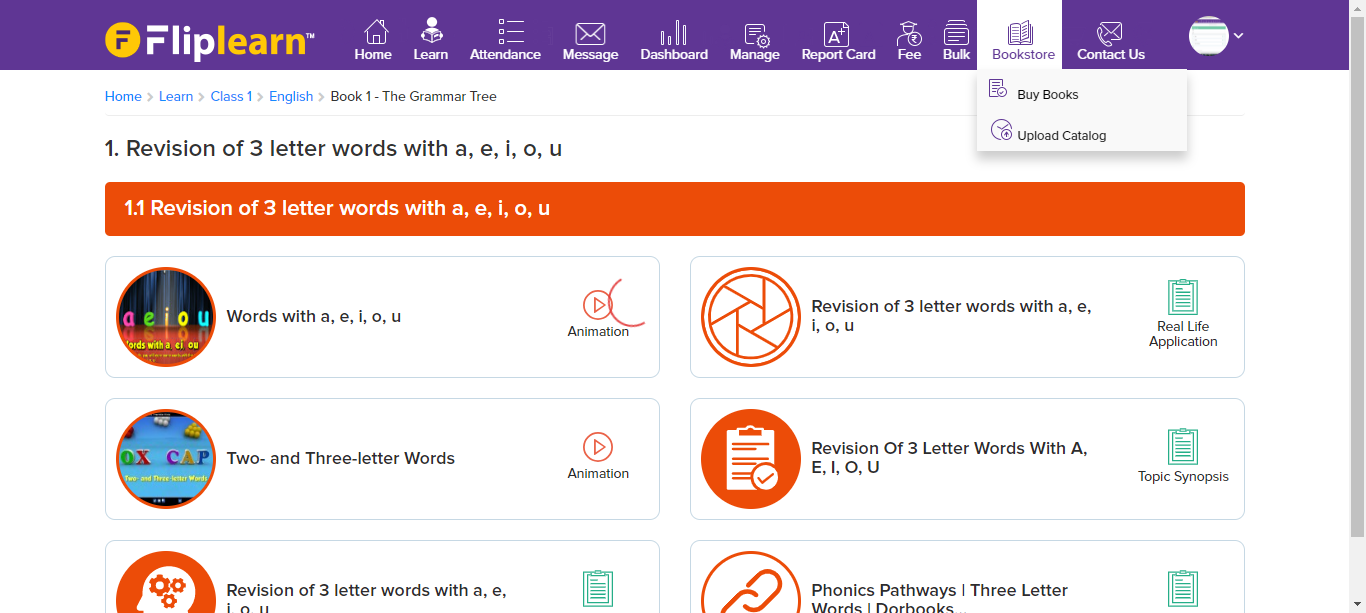 Fliplearn™
Home
Learn
Attendance
Message
Dashboard
Manage
Report Card
Fee
Bulk
Bookstore
Contact Us
Buy Books
Upload Catalog
Home > Learn > Class 1 > English > Book 1 - The Grammar Tree
1. Revision of 3 letter words with a, e, i, o, u
1.1 Revision of 3 letter words with a, e, i, o, u
a e i o u
Words with a, e, i, o, u
Animation
Revision of 3 letter words with a, e,
i, o, u
Real Life
Application
OX CAP
Two- and Three-letter Words
Two- and Three-letter Words
Animation
Revision Of 3 Letter Words With A,
E, I, O, U
Topic Synopsis
Revision of 3 letter words with a, e,
i, o, u
Phonics Pathways | Three Letter
Words | Dorbooks...